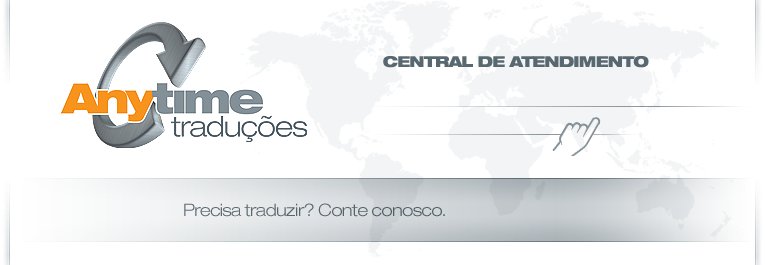 Anytime
traduções
CENTRAL DE ATENDIMENTO
Precisa traduzir? Conte conosco.